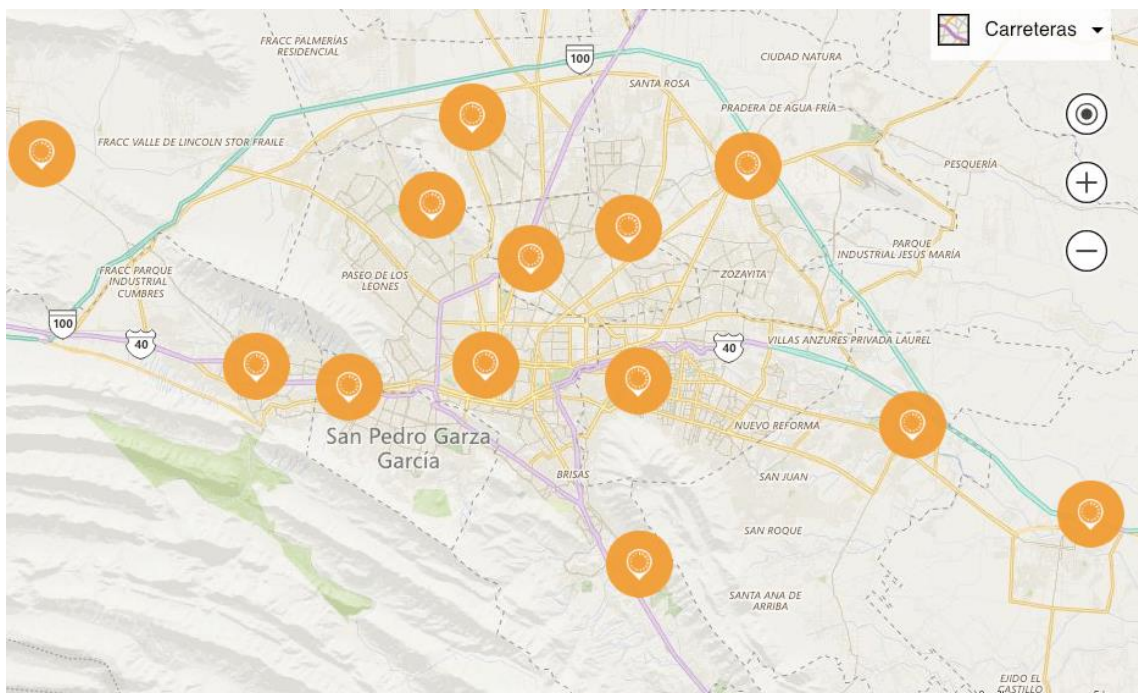 Carreteras
FRACC PALMERÍAS
RESIDENCIAL
100
CIUDAD NATURA
SANTA ROSA
PRADERA DE AGUA FRÍA
FRACC VALLE DE LINCOLN STOR FRAILE
PESQUERÍA
PARQUE
INDUSTRIAL JESUS MARÍA
FRACC PARQUE
INDUSTRIAL
CUMBRES
PASEO DE LOS
LEONES
ZOZAYITA
100
40
40
VILLAS ANZURES PRIVADA LAUREL
San Pedro Garza
García
NUEVO REFORMA
BRISAS
SAN JUAN
SAN ROQUE
SANTA ANA DE
ARRIBA
EJIDO EL
CASTILLO